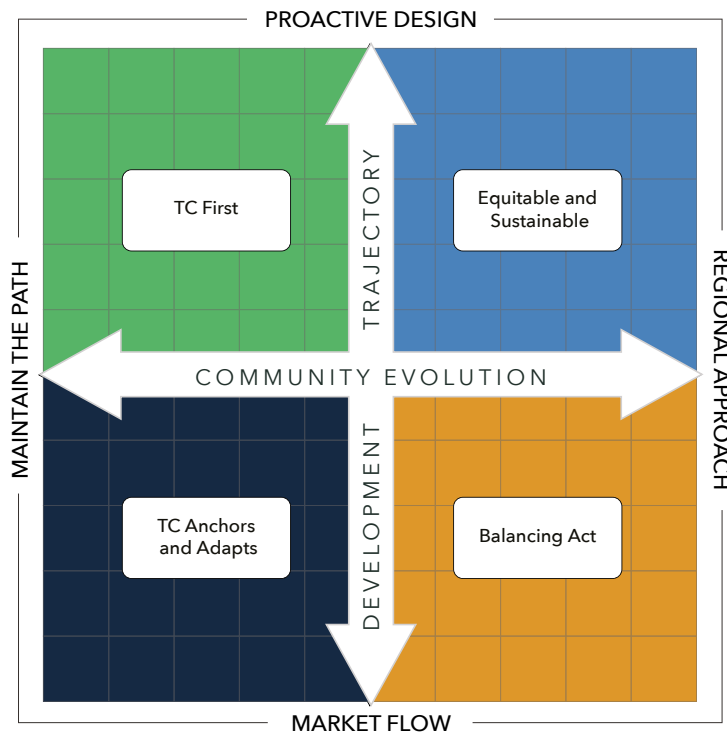 PROACTIVE DESIGN
TC First
Equitable and
Sustainable
TRAJECTORY
MAINTAIN THE PATH
REGIONAL APPROACH
COMMUNITY EVOLUTION
TC Anchors
and Adapts
DEVELOPMENT
Balancing Act
MARKET FLOW